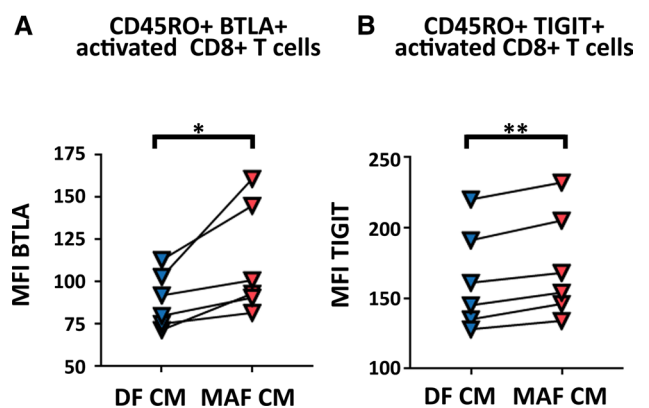 A
CD45RO+ BTLA+
activated CD8+ T cells
*
MFI BTLA
175
150
125
100
75
50
DF CM MAF CM
B
CD45RO+ TIGIT+
activated CD8+ T cells
**
MFI TIGIT
250
200
150
100
DF CM MAF CM